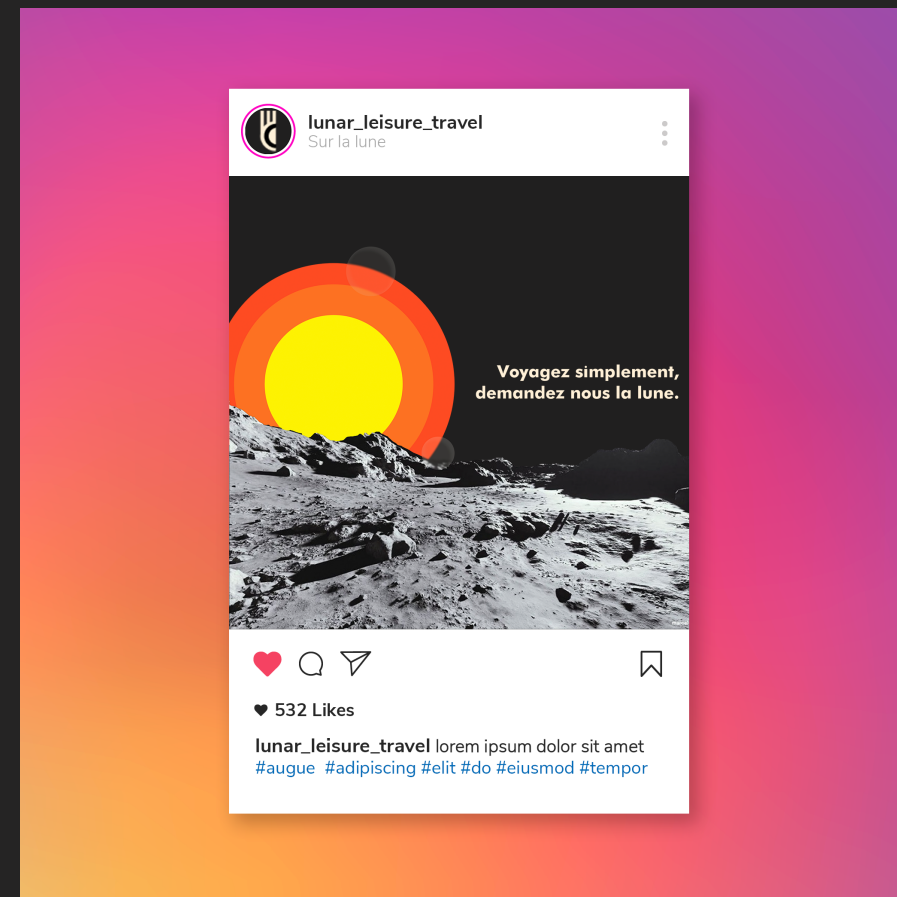 lunar_leisure_travel
Sur la lune
Voyagez simplement,
demandez nous la lune.
532 Likes
lunar_leisure_travel lorem ipsum dolor sit amet
#augue  #adipiscing #elit #do #eiusmod #tempor